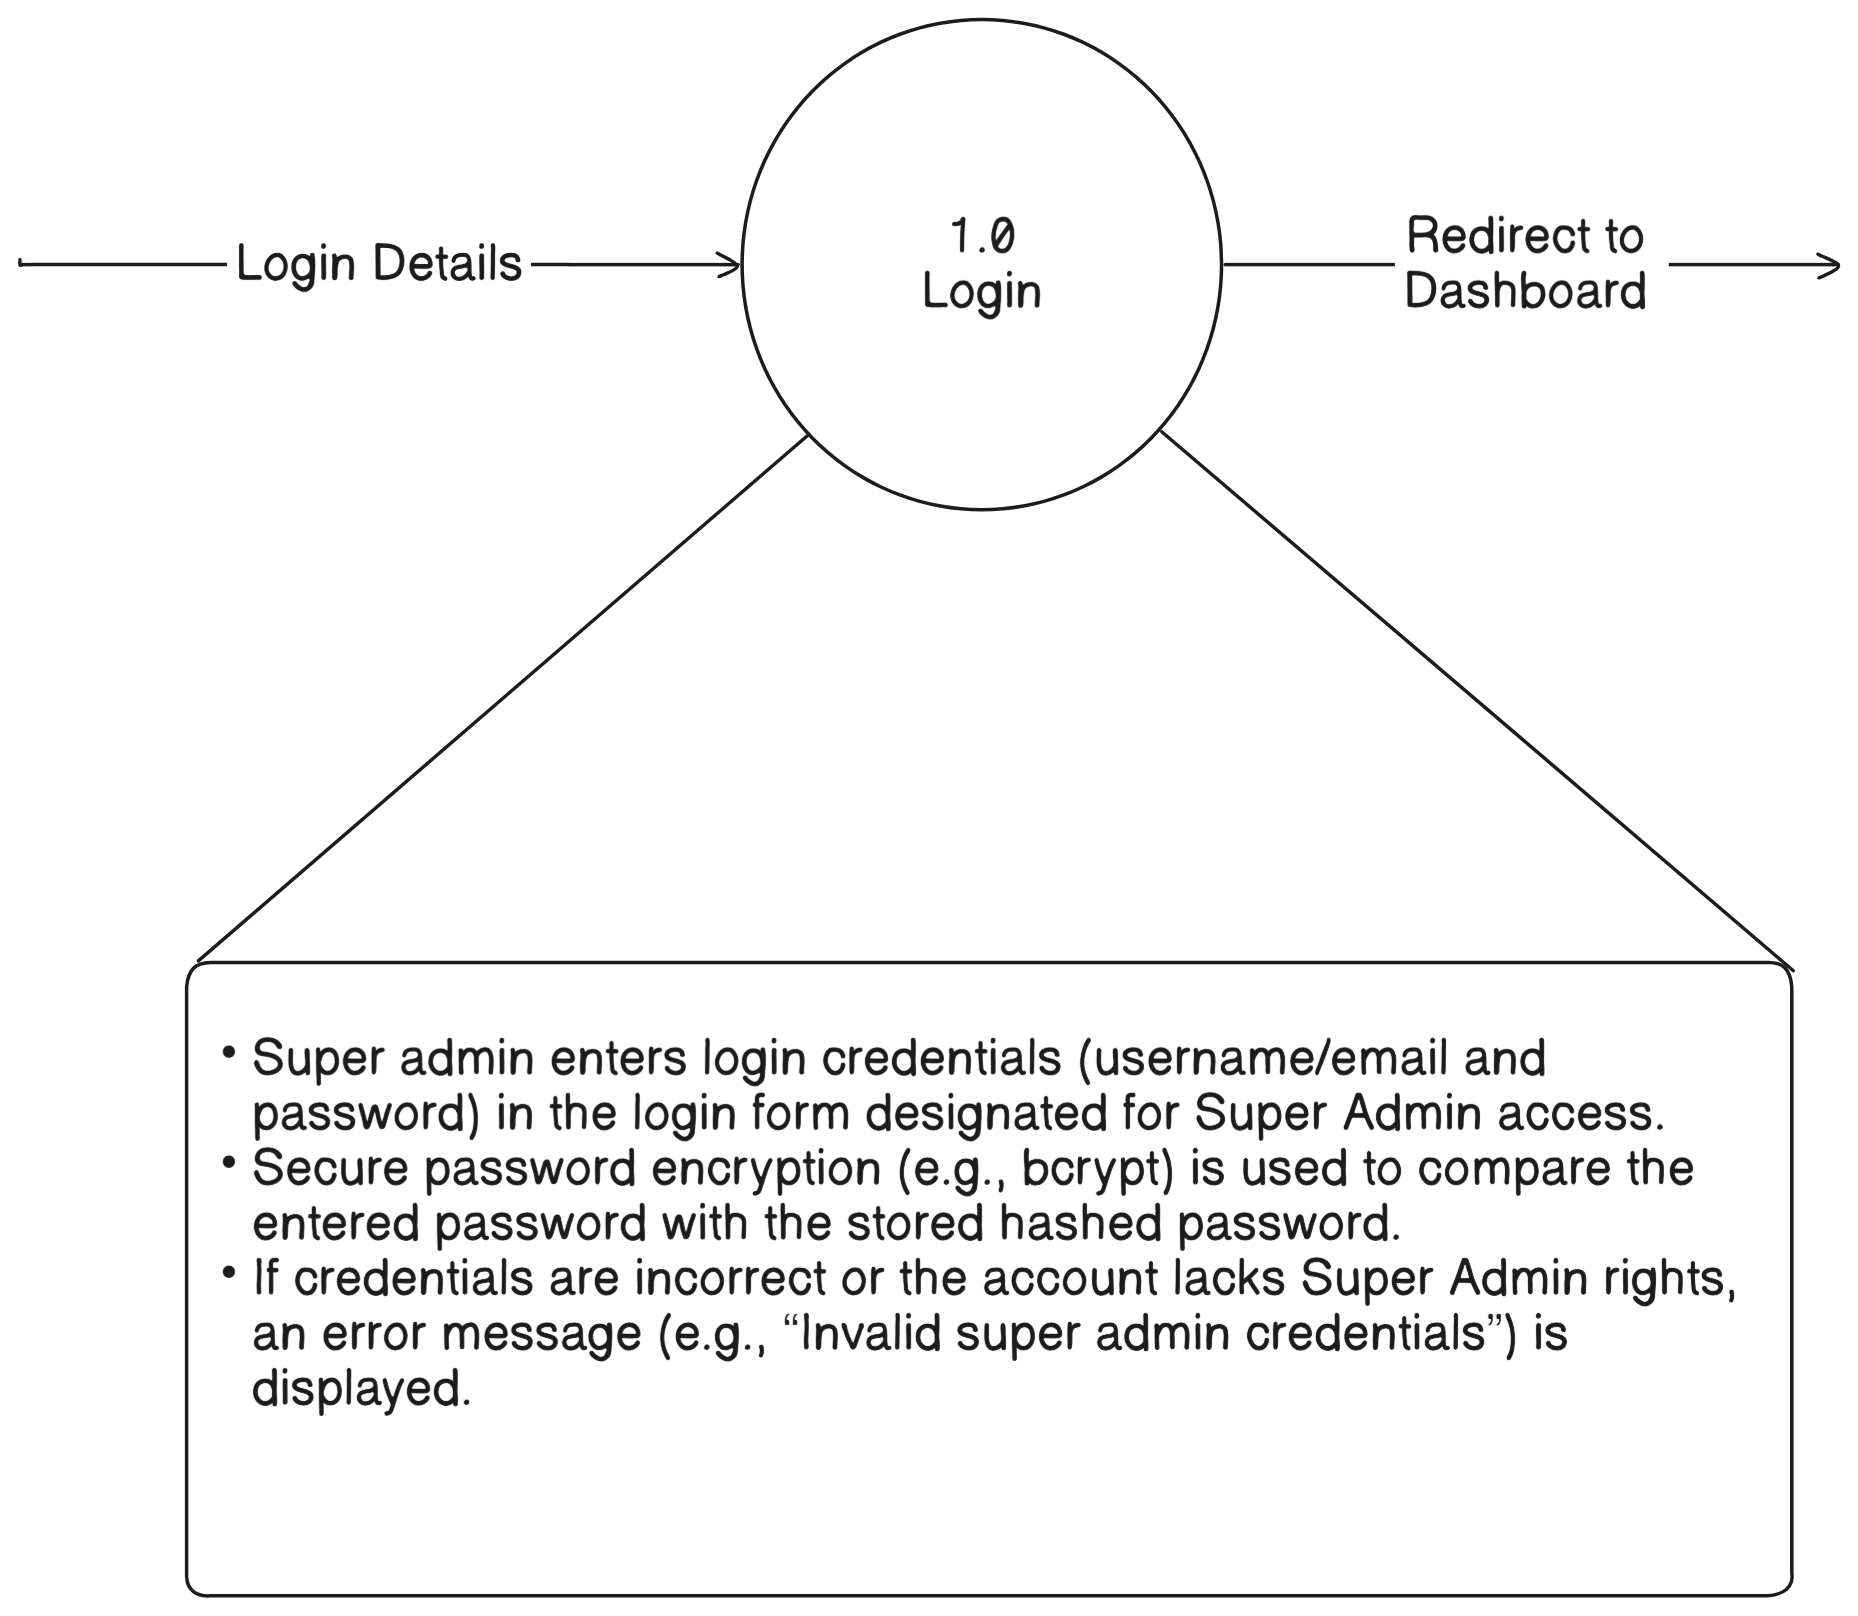 Login Details
1.0
Login
Redirect to
Dashboard
• Super admin enters login credentials (username/email and
password) in the login form designated for Super Admin access.
• Secure password encryption (e.g., bcrypt) is used to compare the
entered password with the stored hashed password.
• If credentials are incorrect or the account lacks Super Admin rights,
an error message (e.g., “Invalid super admin credentials”) is
displayed.